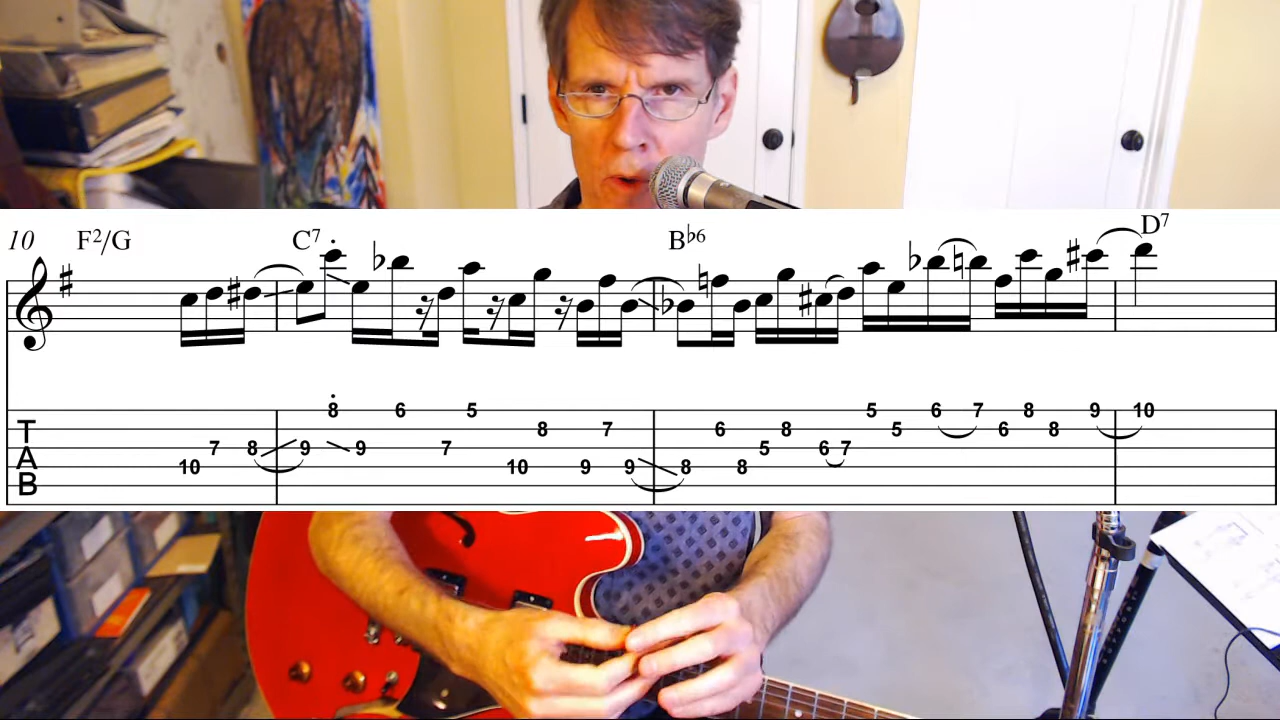 10 F2/G C7 B♭6 D7
8 6 5 5 6 7 8 9 10
T 8 7 6 8 5 6 8
7 8 9 9 7 5 6 7
A 10 10 9 9 8 8
B